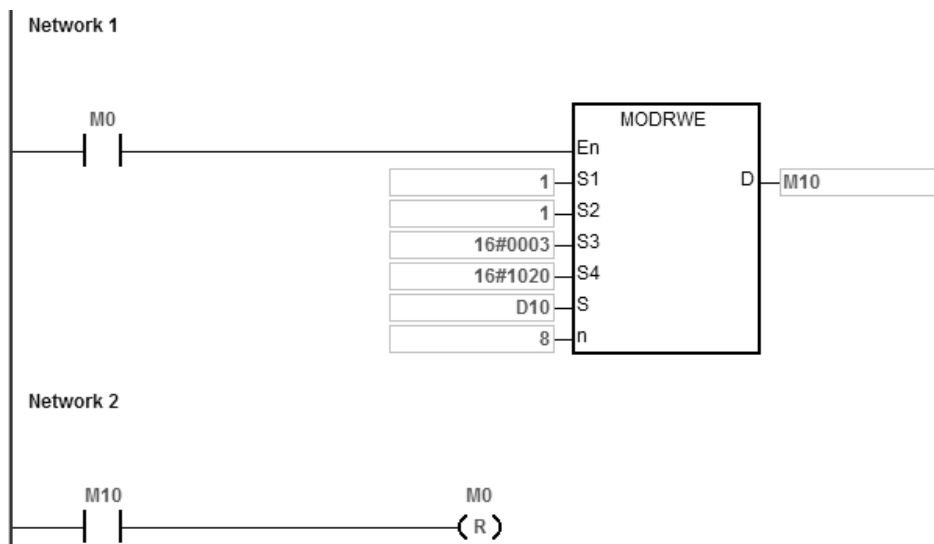 Network 1
M0
MODRWE
En
1 S1 D M10
1 S2
16#0003 S3
16#1020 S4
D10 S
8 n
Network 2
M10 M0
R